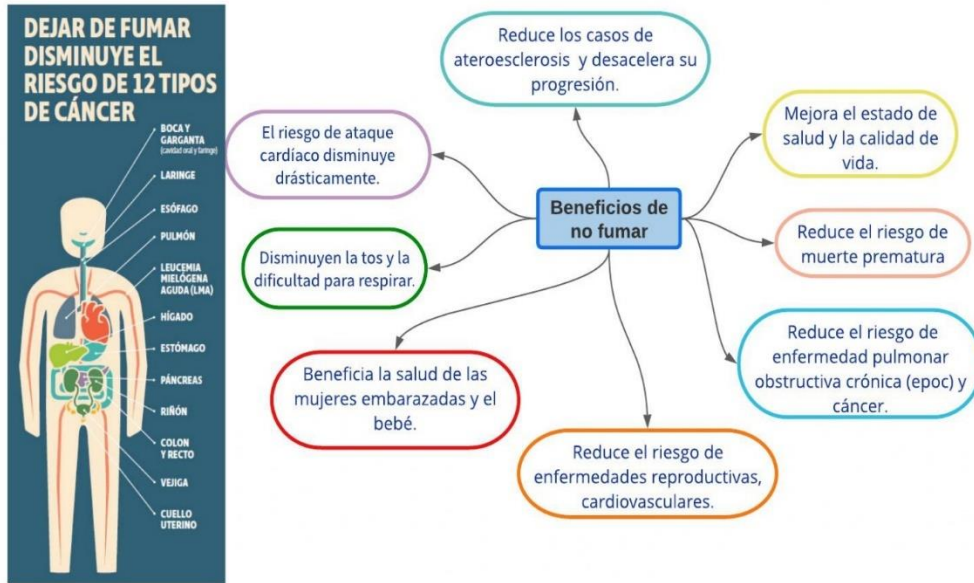 DEJAR DE FUMAR
DISMINUYE EL
RIESGO DE 12 TIPOS
DE CÁNCER
BOCA Y
GARGANTA
(cavidad oral y faringe)
LARINGE
ESÓFAGO
PULMÓN
LEUCEMIA
MIELÓGENA
AGUDA (LMA)
HÍGADO
ESTÓMAGO
PÁNCREAS
RIÑÓN
COLON
Y RECTO
VEJIGA
CUELLO
UTERINO
Beneficios de
no fumar
Reduce los casos de
ateroesclerosis y desacelera su
progresión.
El riesgo de ataque
cardíaco disminuye
drásticamente.
Disminuyen la tos y la
dificultad para respirar.
Beneficia la salud de las
mujeres embarazadas y el
bebé.
Reduce el riesgo de
enfermedades reproductivas,
cardiovasculares.
Mejora el estado de
salud y la calidad de
vida.
Reduce el riesgo de
muerte prematura
Reduce el riesgo de
enfermedad pulmonar
obstructiva crónica (epoc) y
cáncer.